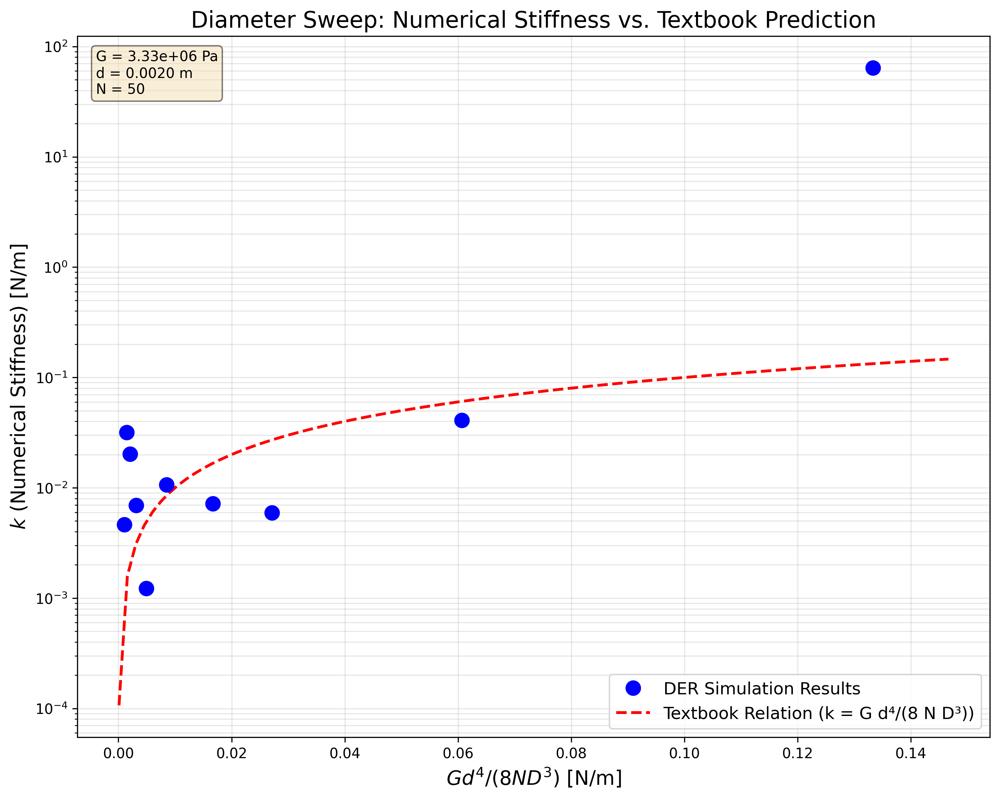 Diameter Sweep: Numerical Stiffness vs. Textbook Prediction
G = 3.33e+06 Pa
d = 0.0020 m
N = 50
k (Numerical Stiffness) [N/m]
10²
10¹
10⁰
10⁻¹
10⁻²
10⁻³
10⁻⁴
DER Simulation Results
Textbook Relation (k = G d⁴/(8 N D³))
0.00 0.02 0.04 0.06 0.08 0.10 0.12 0.14
Gd⁴/(8ND³) [N/m]